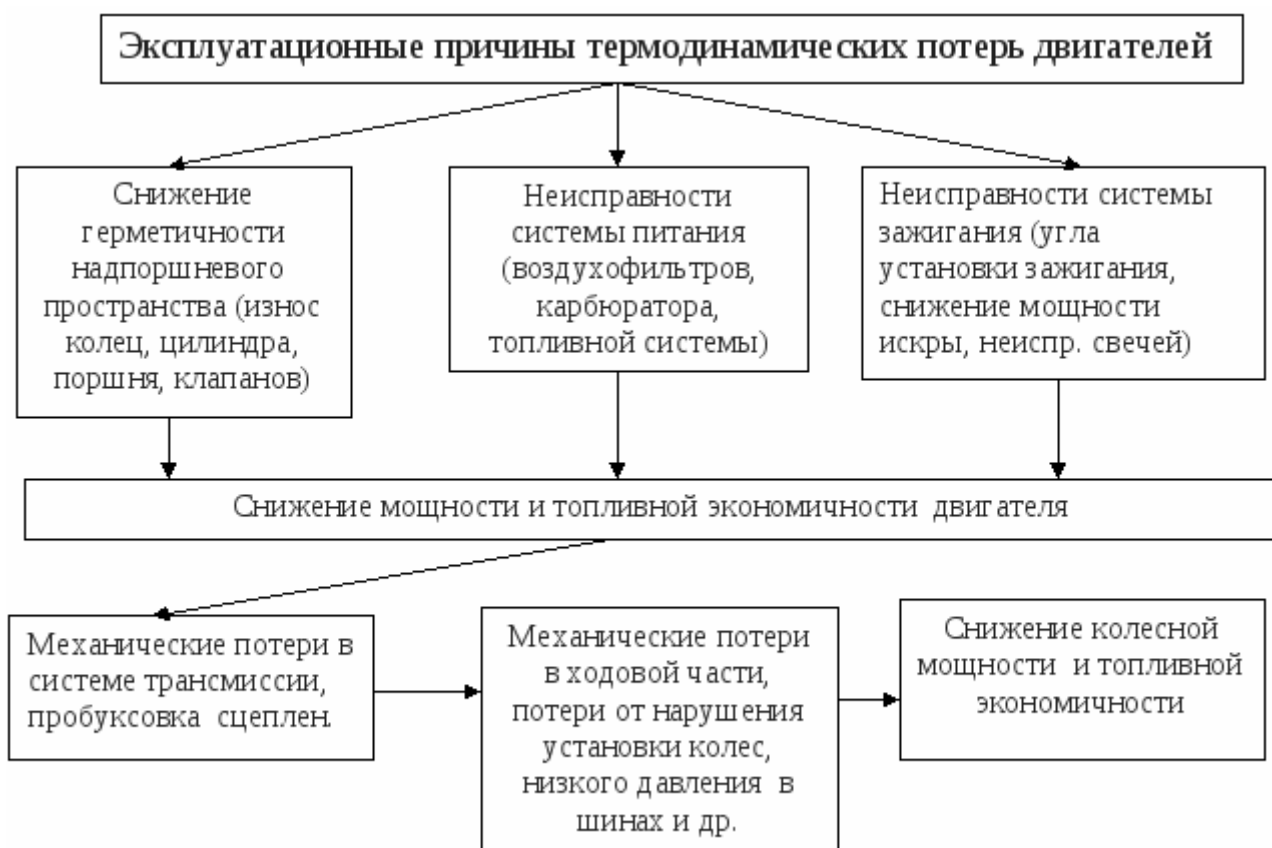 Эксплуатационные причины термодинамических потерь двигателей
Снижение
герметичности
надпоршневого
пространства (износ
колец, цилиндра,
поршня, клапанов)
Неисправности
системы питания
(воздухофильтров,
карбюратора,
топливной системы)
Неисправности системы
зажигания (угла
установки зажигания,
снижение мощности
искры, неиспр. свечей)
Снижение мощности и топливной экономичности двигателя
Механические потери в
системе трансмиссии,
пробуксовка сцеплен.
Механические потери
в ходовой части,
потери от нарушения
установки колес,
низкого давления в
шинах и др.
Снижение колесной
мощности и топливной
экономичности